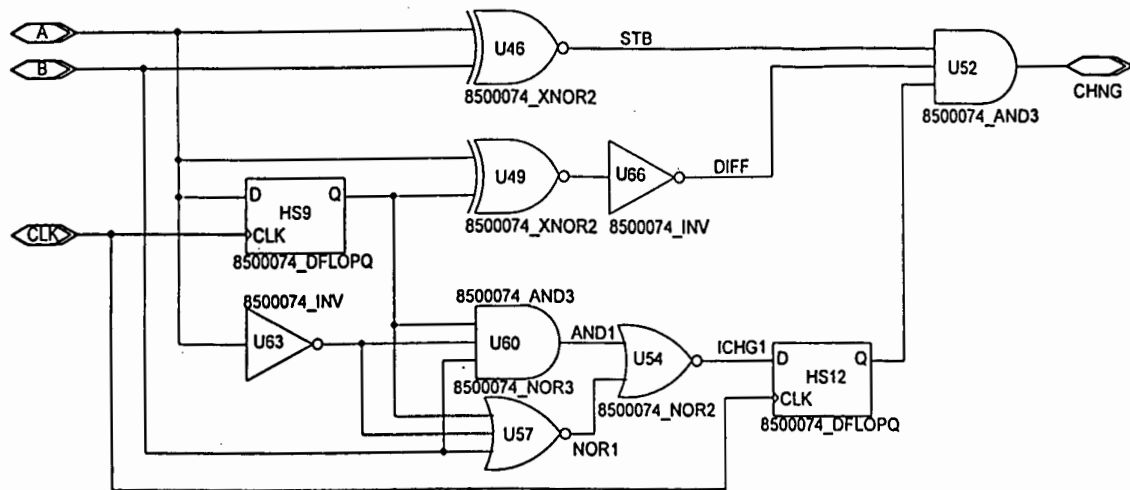 A
B
CLK
U46
8500074_XNOR2
STB
U52
8500074_AND3
CHNG
U49
8500074_XNOR2
U66
8500074_INV
DIFF
D
Q
HS9
CLK
8500074_DFLOPQ
8500074_INV
U63
8500074_AND3
U60
8500074_NOR3
AND1
U54
8500074_NOR2
ICHG1
U57
NOR1
D
Q
HS12
CLK
8500074_DFLOPQ